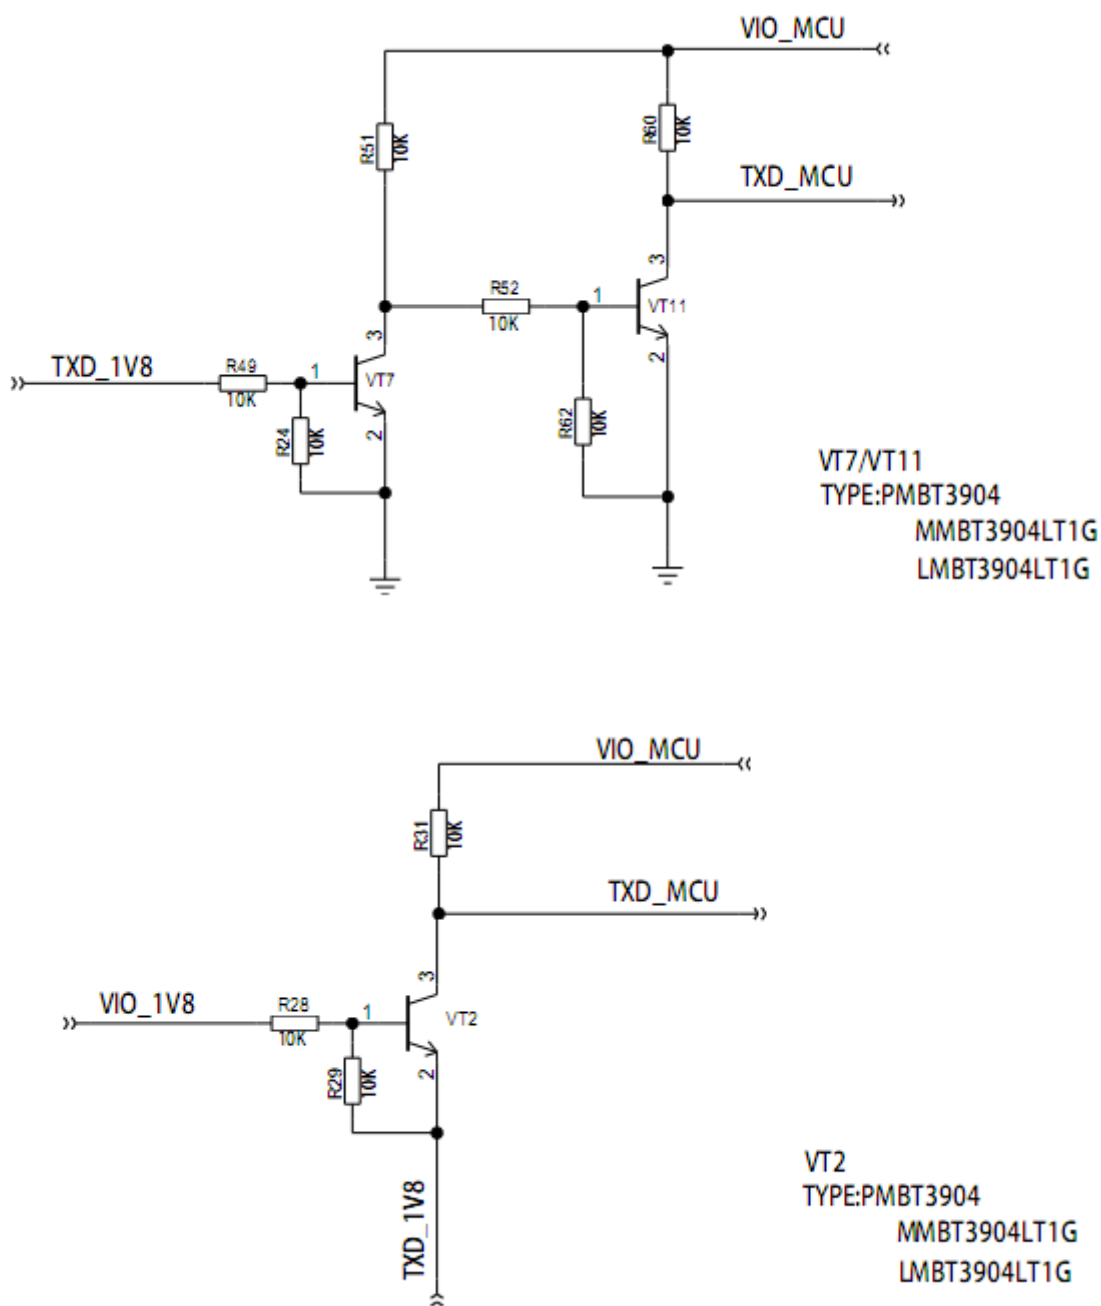 VIO_MCU
R51
10K
R60
10K
TXD_MCU
3
R52
1
VT11
10K
3
2
TXD_1V8
R49
1
VT7
10K
R24
10K
2
R62
10K
VT7/VT11
TYPE:PMBT3904
MMBT3904LT1G
LMBT3904LT1G
VIO_MCU
R31
10K
TXD_MCU
3
VIO_1V8
R28
1
VT2
10K
R29
10K
2
TXD_1V8
VT2
TYPE:PMBT3904
MMBT3904LT1G
LMBT3904LT1G